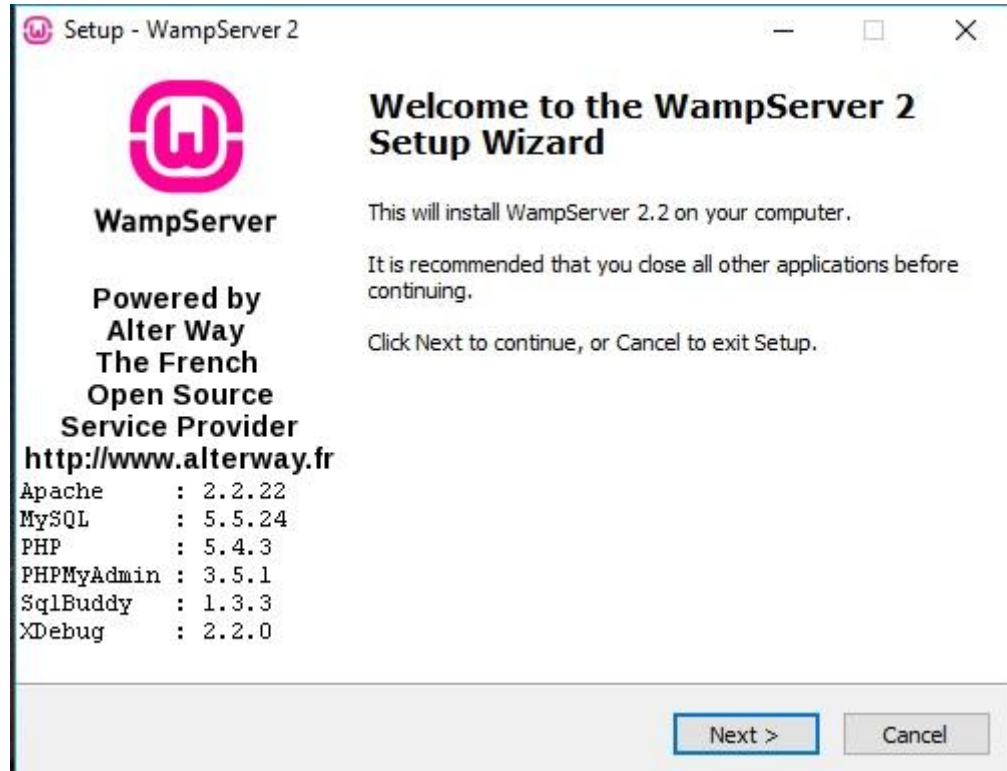 Setup - WampServer 2
WampServer
Powered by
Alter Way
The French
Open Source
Service Provider
http://www.alterway.fr
Apache : 2.2.22
MySQL : 5.5.24
PHP : 5.4.3
PHPMyAdmin : 3.5.1
SqlBuddy : 1.3.3
XDebug : 2.2.0
Welcome to the WampServer 2
Setup Wizard
This will install WampServer 2.2 on your computer.
It is recommended that you close all other applications before
continuing.
Click Next to continue, or Cancel to exit Setup.
Next >
Cancel